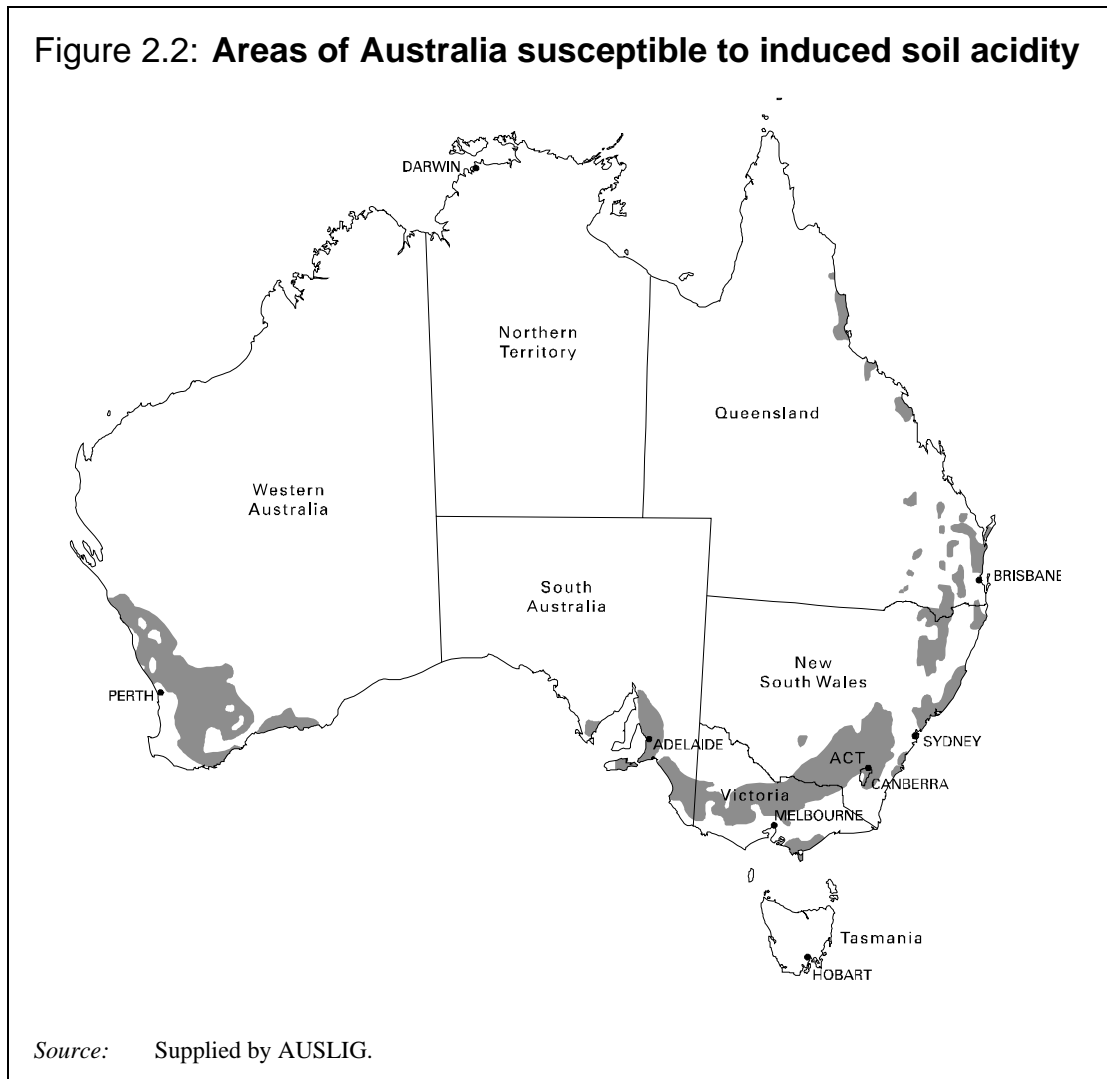 Figure 2.2: Areas of Australia susceptible to induced soil acidity
DARWIN
Northern
Territory
Queensland
Western
Australia
South
Australia
BRISBANE
New
South Wales
PERTH
ADELAIDE
SYDNEY
ACT
CANBERRA
Victoria
MELBOURNE
Tasmania
HOBART
Source: Supplied by AUSLIG.